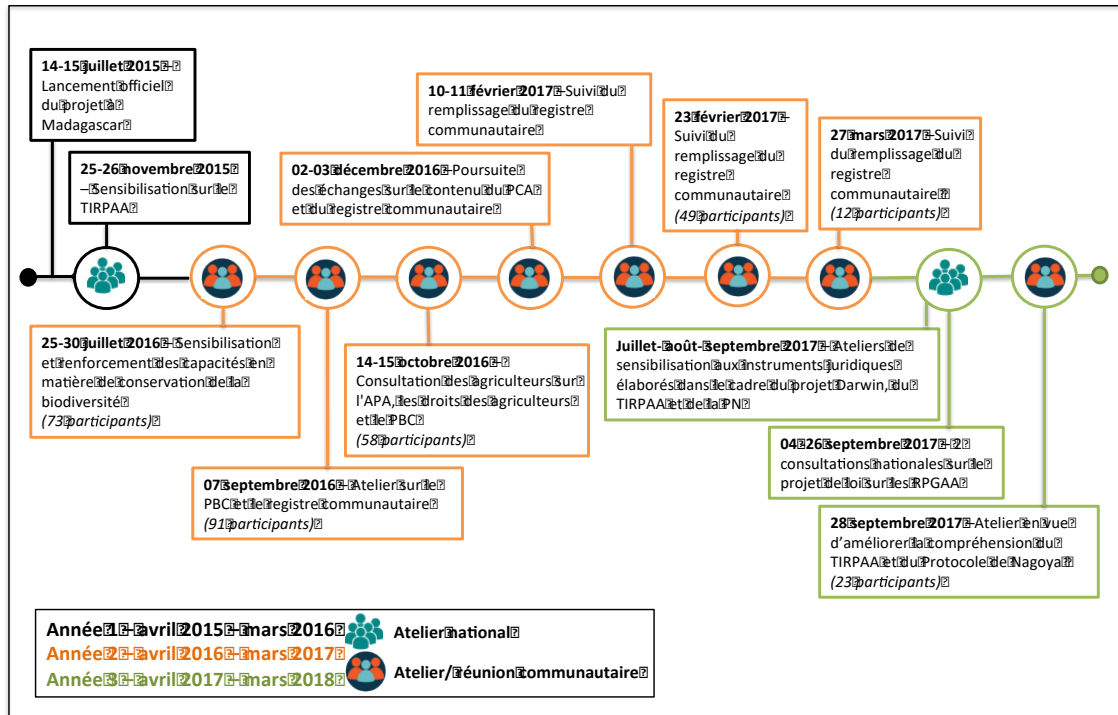 14-15 juillet 2015 –
Lancement officiel
du projet à
Madagascar
25-26 novembre 2015
– Sensibilisation sur le
TIRPAA
02-03 décembre 2016 – Poursuite
des échanges sur le contenu du PCA
et du registre communautaire
10-11 février 2017 – Suivi du
remplissage du registre
communautaire
23 février 2017 –
Suivi du
remplissage du
registre
communautaire
(49 participants)
27 mars 2017 – Suivi
du remplissage du
registre
communautaire
(12 participants)
25-30 juillet 2016 – Sensibilisation
et renforcement des capacités en
matière de conservation de la
biodiversité
(73 participants)
07 septembre 2016 – Atelier sur le
PBC et le registre communautaire
(91 participants)
14-15 octobre 2016 –
Consultation des agriculteurs sur
l'APA, les droits des agriculteurs
et le PBC
(58 participants)
Juillet- août- septembre 2017 – Ateliers de
sensibilisation aux instruments juridiques
élaborés dans le cadre du projet Darwin, du
TIRPAA et de la PN
04 -26 septembre 2017 – 2
consultations nationales sur le
projet de loi sur les RPGAA
28 septembre 2017 – Atelier en vue
d’améliorer la compréhension du
TIRPAA et du Protocole de Nagoya
(23 participants)
Année 1 – avril 2015 – mars 2016
Année 2 – avril 2016 – mars 2017
Année 3 – avril 2017 – mars 2018
Atelier national
Atelier/ réunion communautaire